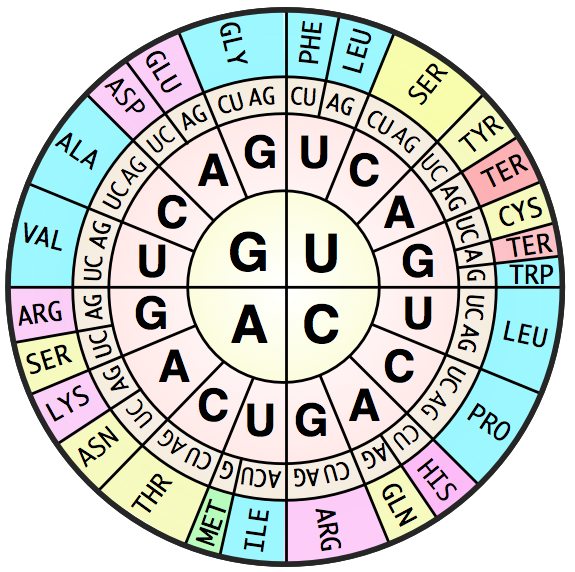 G
U
A
C
U
C
A
G
U
C
A
G
U
C
A
G
U
C
A
G
CU
AG
CU AG
UC
AG
UC
A
G
UC AG
UC AG
CU
AG
CU AG
ACU
G
CU AG
UC
AG
UC
AG
UC AG
UC AG
UC
AG
CU AG
PHE
LEU
SER
TYR
TER
CYS
TER
TRP
LEU
PRO
HIS
GLN
ARG
ILE
MET
THR
ASN
LYS
SER
ARG
VAL
ALA
ASP
GLU
GLY